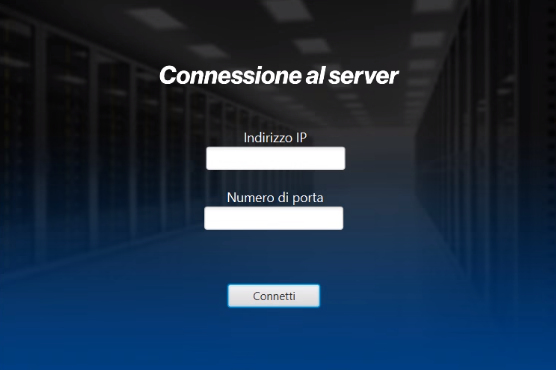 Connessione al server
Indirizzo IP
Numero di porta
Connetti